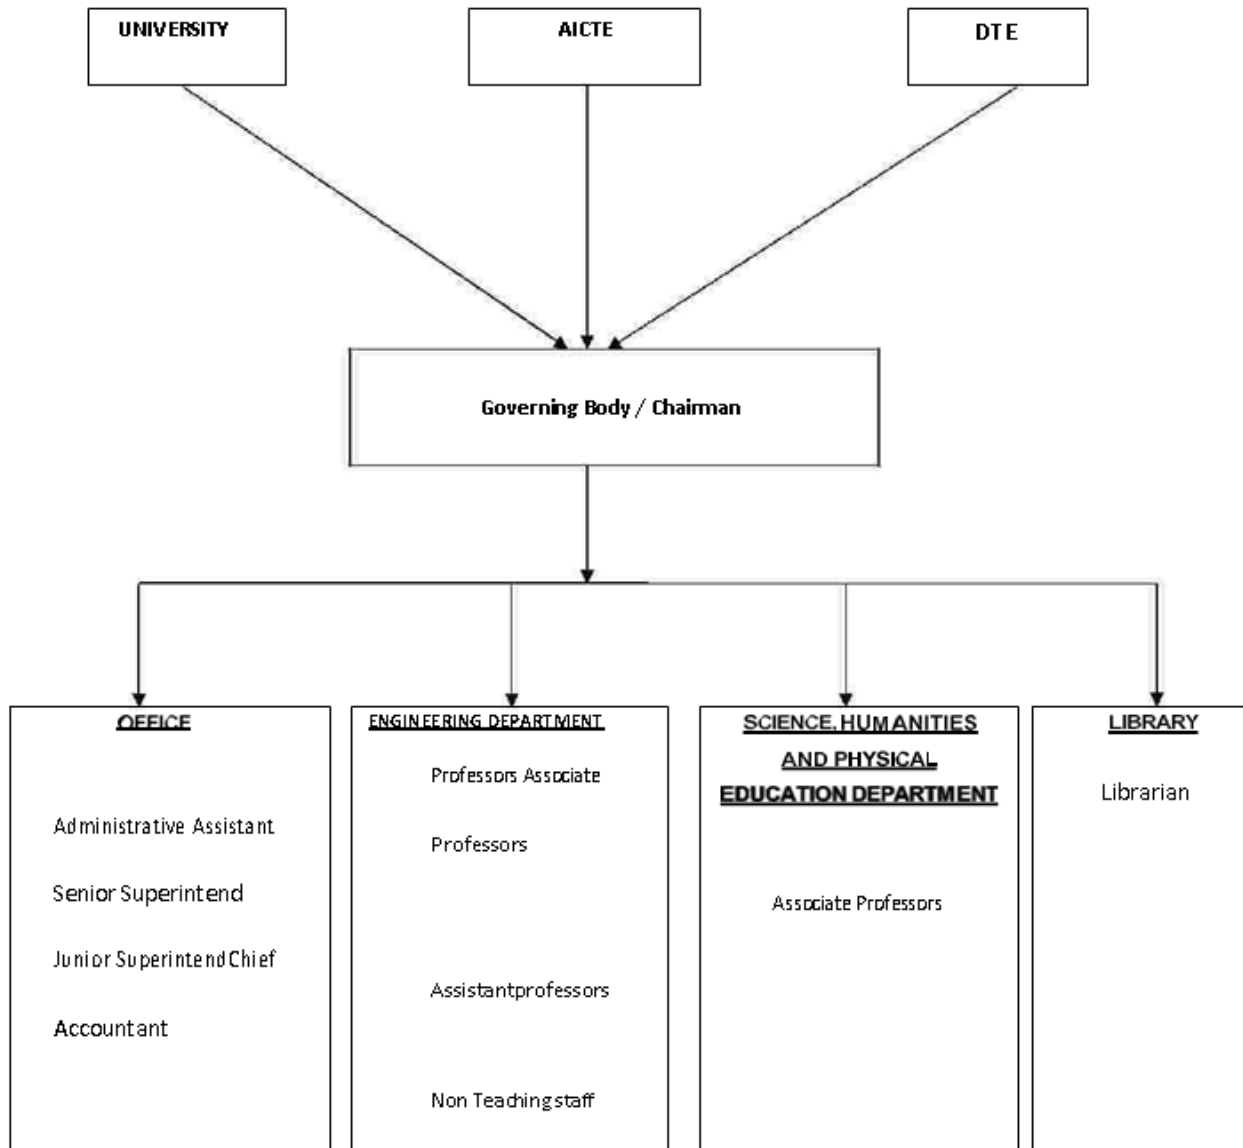 UNIVERSITY
AICTE
DTE
Governing Body / Chairman
OFFICE
Administrative Assistant
Senior Superintend
Junior Superintend Chief
Accountant
ENGINEERING DEPARTMENT
Professors Associate
Professors
Assistantprofessors
Non Teachingstaff
SCIENCE, HUMANITIES
AND PHYSICAL
EDUCATION DEPARTMENT
Associate Professors
LIBRARY
Librarian